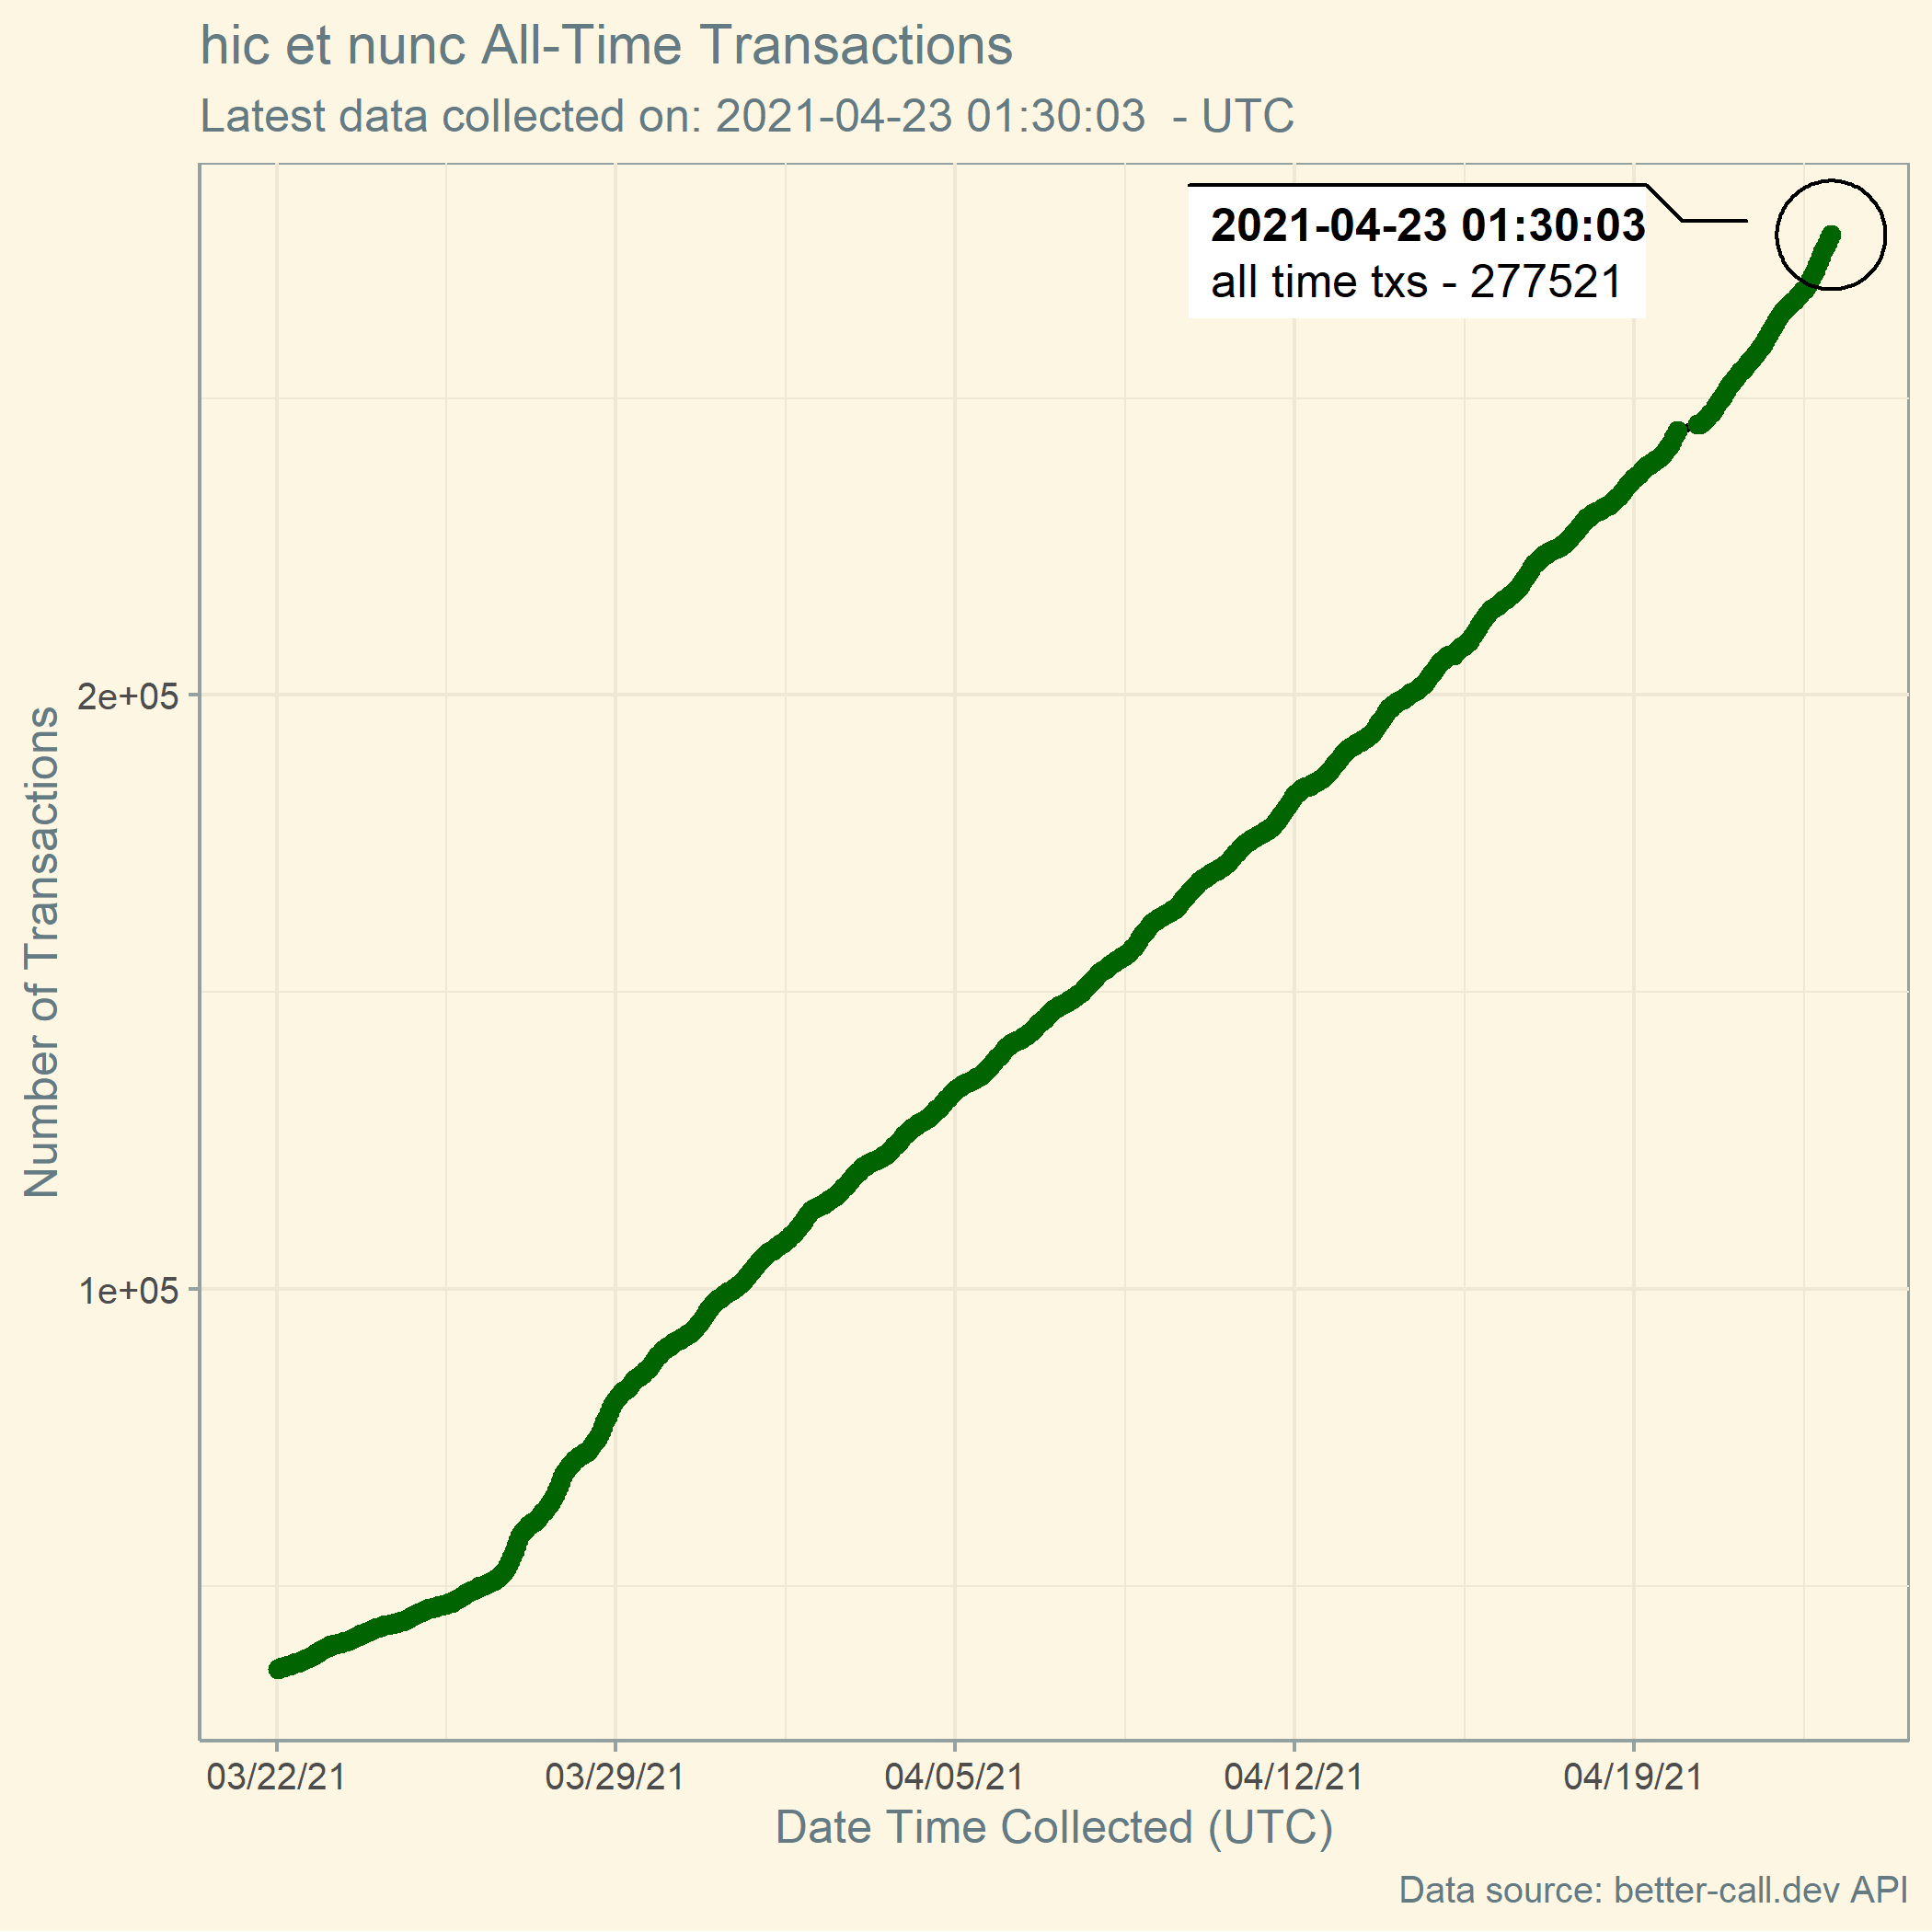 hic et nunc All-Time Transactions
Latest data collected on: 2021-04-23 01:30:03  - UTC
2021-04-23 01:30:03
all time txs - 277521
Number of Transactions
2e+05
1e+05
03/22/21
03/29/21
04/05/21
04/12/21
04/19/21
Date Time Collected (UTC)
Data source: better-call.dev API